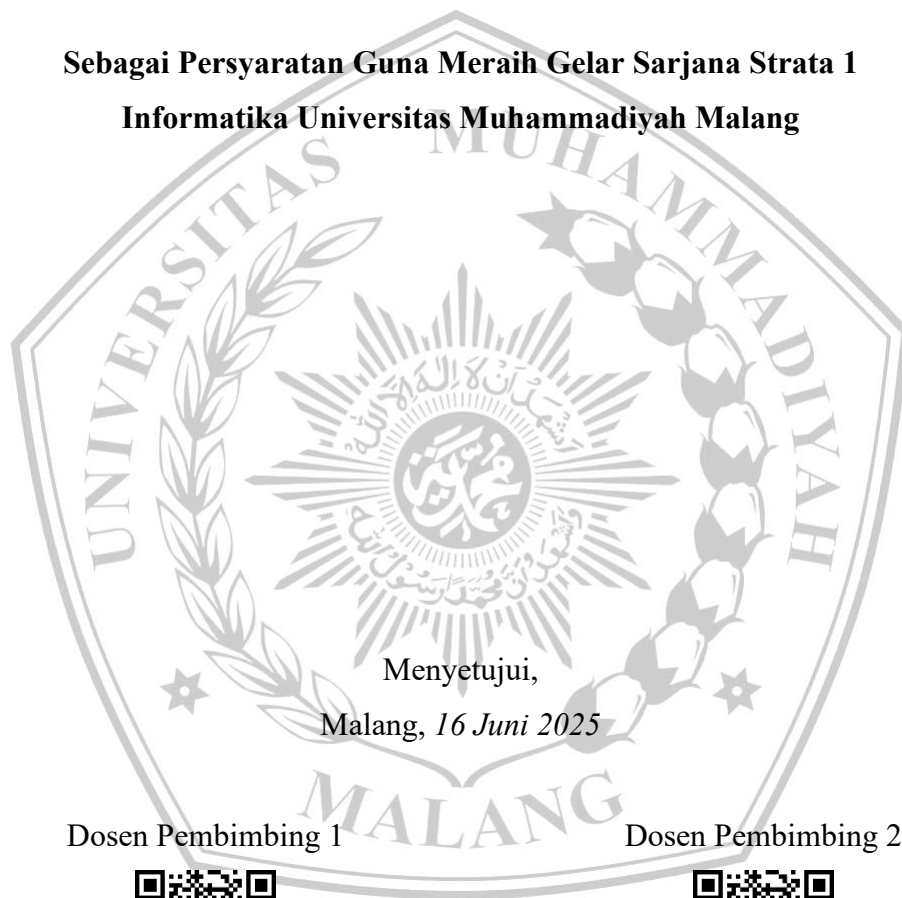 Sebagai Persyaratan Guna Meraih Gelar Sarjana Strata 1
Informatika Universitas Muhammadiyah Malang
UNIVERSITAS MUHAMMADIYAH
MALANG
Menyetujui,
Malang, 16 Juni 2025
Dosen Pembimbing 1
Dosen Pembimbing 2